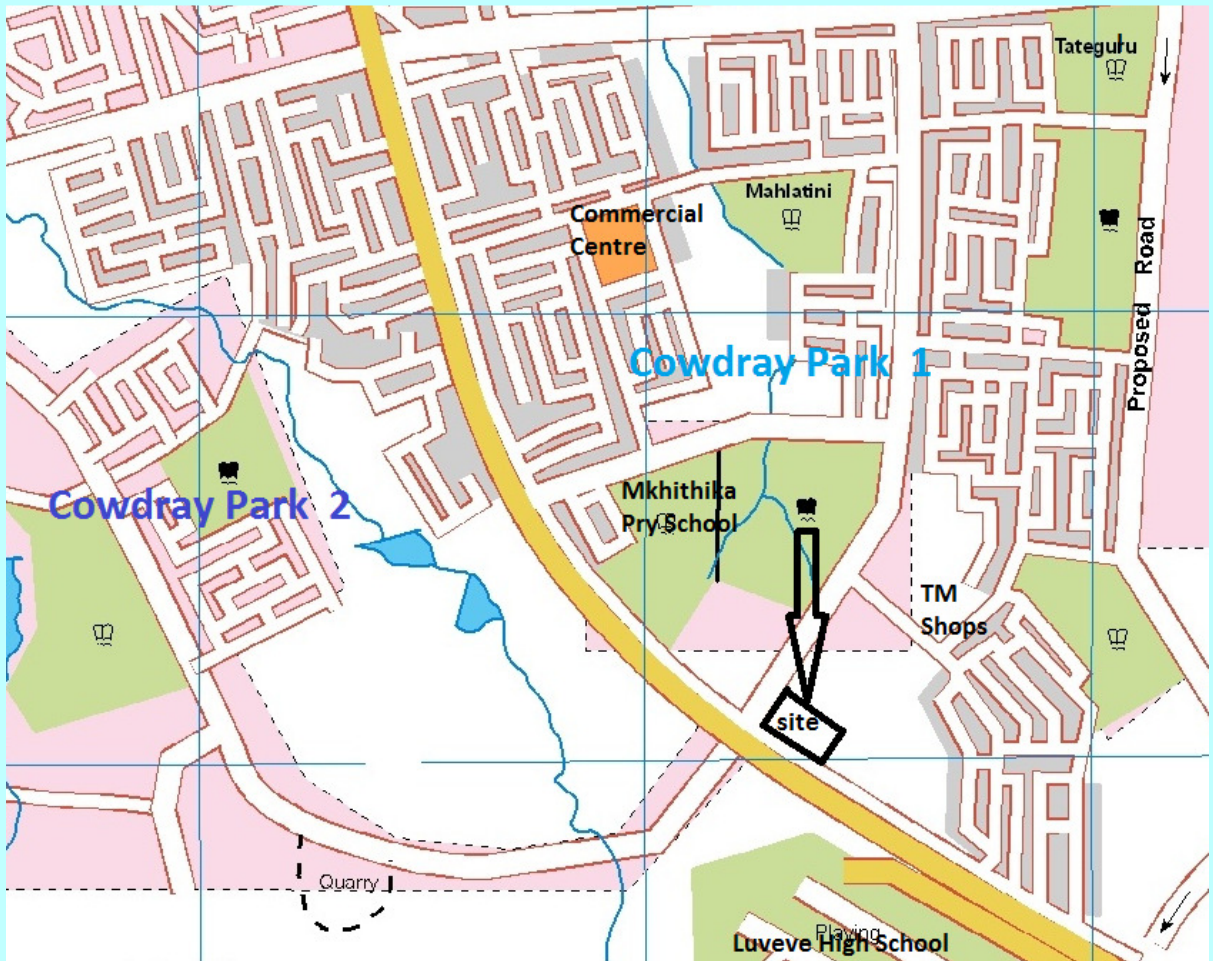 Tateguru
Mahlatini
Commercial
Centre
Proposed Road
Cowdray Park 1
Cowdray Park 2
Mkhithika
Pry School
TM
Shops
site
Quarry
Playing
Luveve High School